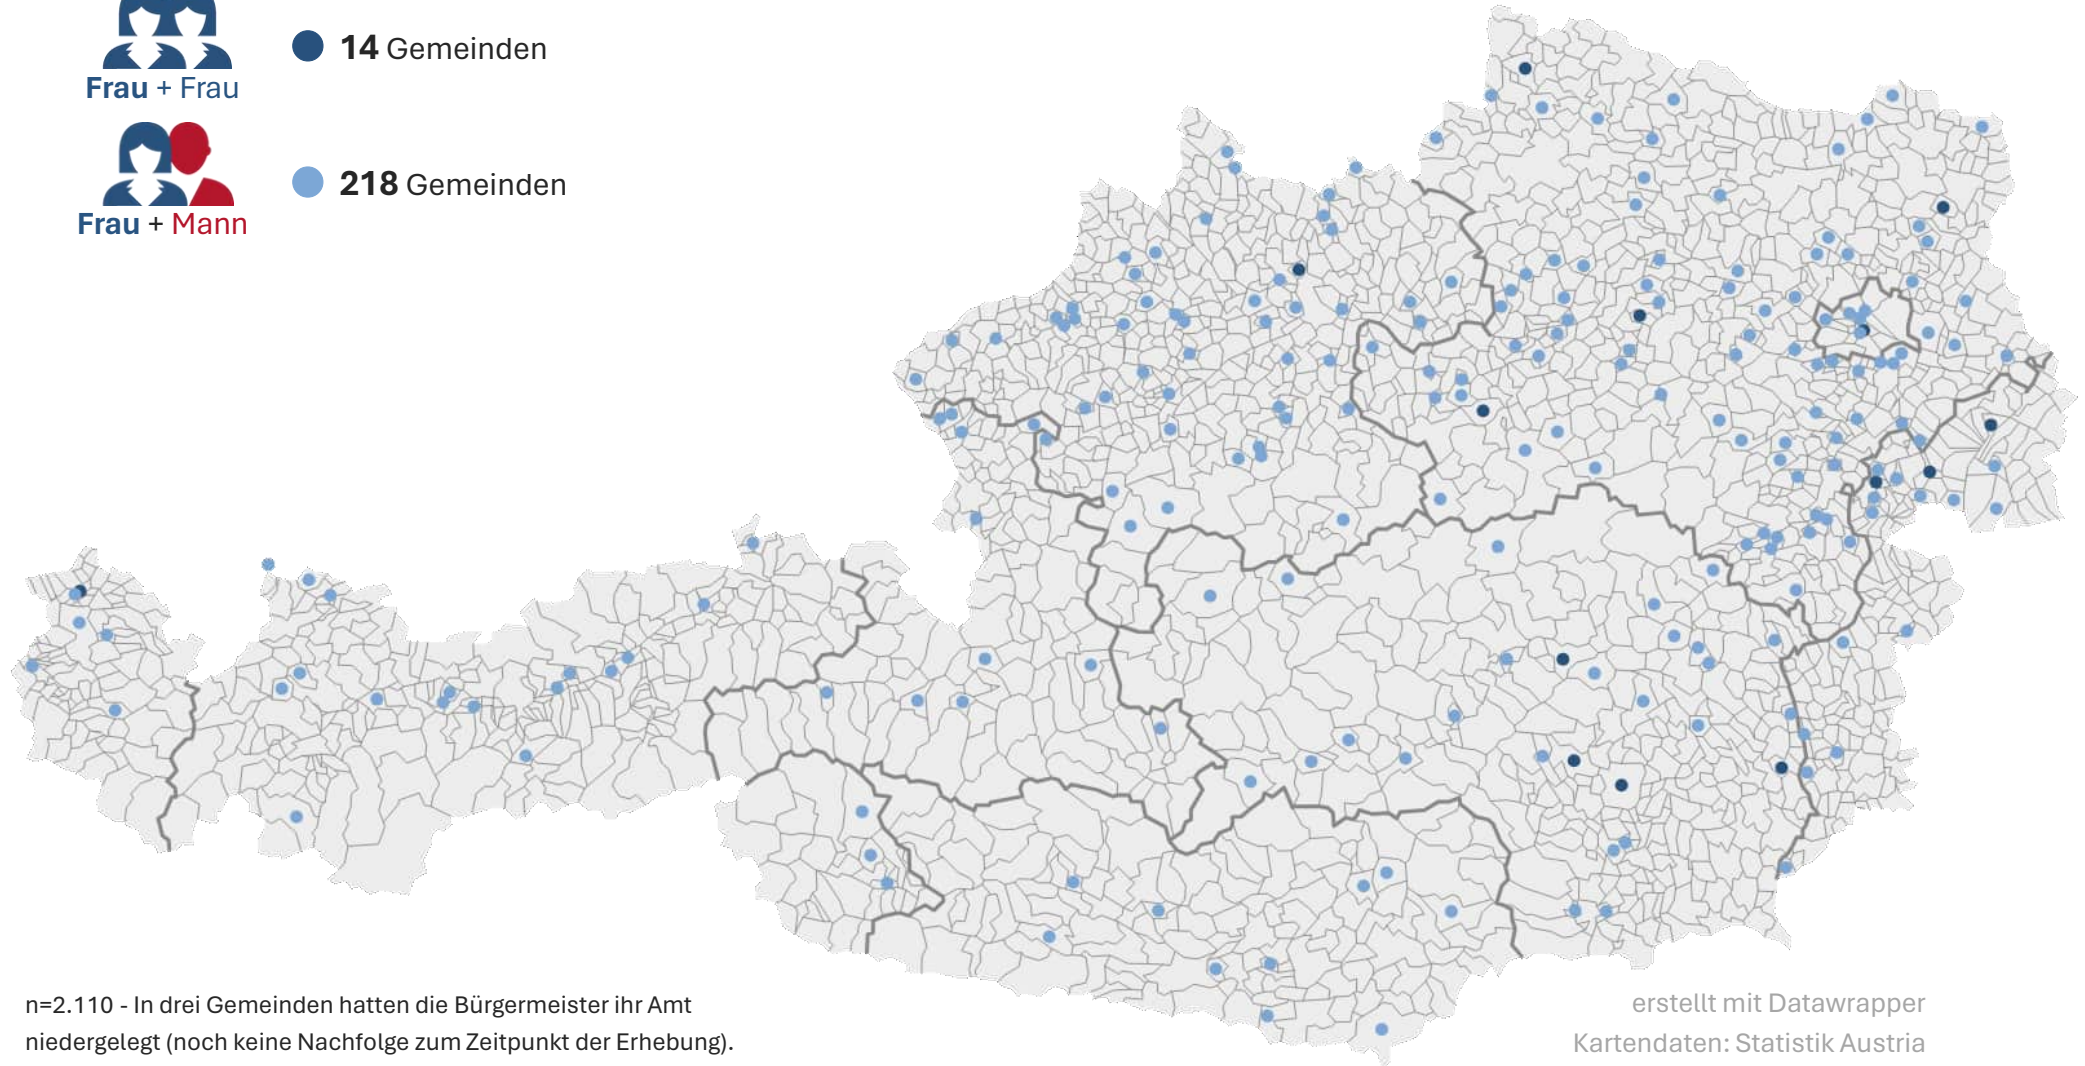 14 Gemeinden
Frau + Frau
218 Gemeinden
Frau + Mann
n=2.110 - In drei Gemeinden hatten die Bürgermeister ihr Amt
niedergelegt (noch keine Nachfolge zum Zeitpunkt der Erhebung).
erstellt mit Datawrapper
Kartendaten: Statistik Austria